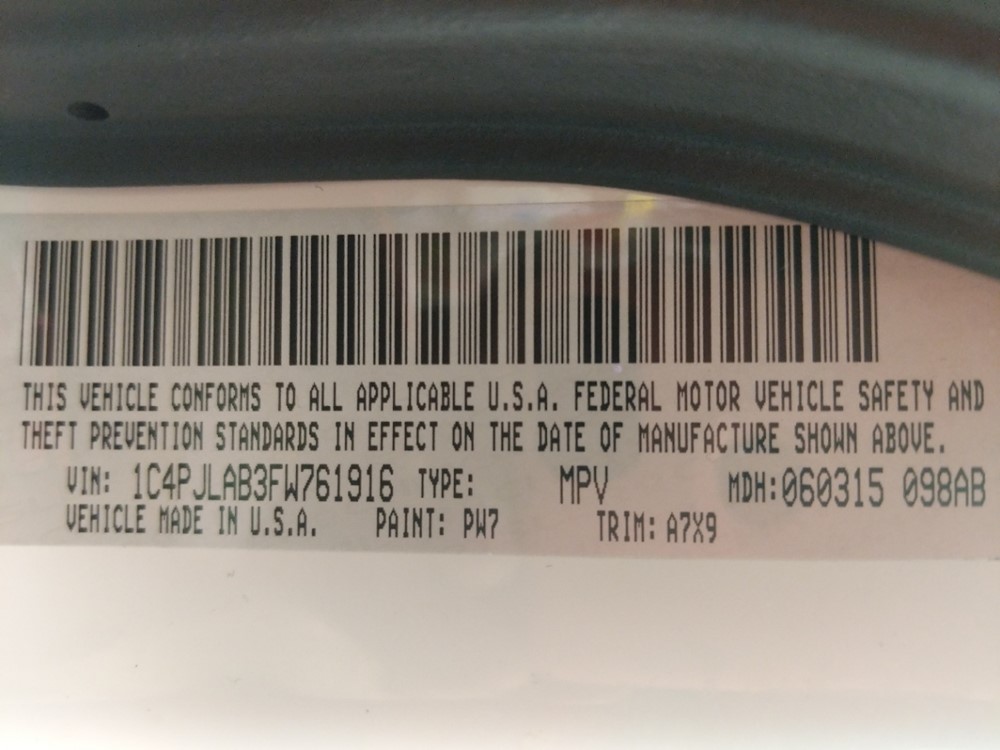 THIS VEHICLE CONFORMS TO ALL APPLICABLE U.S.A. FEDERAL MOTOR VEHICLE SAFETY AND
THEFT PREVENTION STANDARDS IN EFFECT ON THE DATE OF MANUFACTURE SHOWN ABOVE.
VIN: 1C4PJLAB3FW761916 TYPE: MPV MDH:060315 098AB
VEHICLE MADE IN U.S.A. PAINT: PW7 TRIM: A7X9